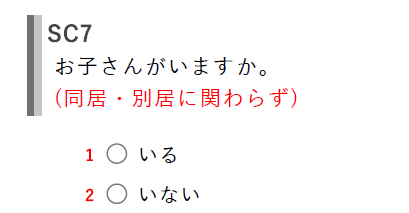 SC7
お子さんがいますか。
(同居・別居に関わらず)
1 ○ いる
2 ○ いない